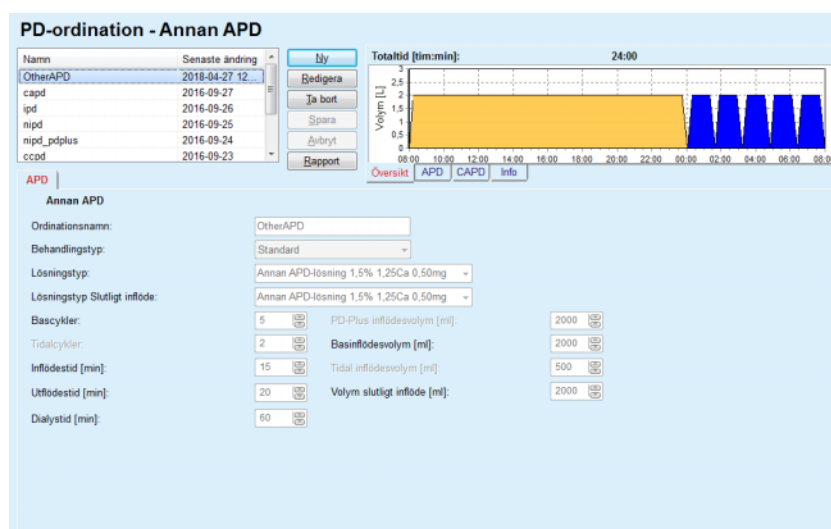 PD-ordination - Annan APD
Namn Senaste ändring
OtherAPD 2018-04-27 12...
capd 2016-09-27
ipd 2016-09-26
nipd 2016-09-25
nipd_pdplus 2016-09-24
ccpd 2016-09-23
Ny
Redigera
Ta bort
Spara
Avbryt
Rapport
Totaltid [tim:min]: 24:00
Volym [L]
3
2,5
2
1,5
1
0,5
0
08:00 10:00 12:00 14:00 16:00 18:00 20:00 22:00 00:00 02:00 04:00 06:00 08:00
Översikt APD CAPD Info
APD
Annan APD
Ordinationsnamn: OtherAPD
Behandlingstyp: Standard
Lösningstyp: Annan APD-lösning 1,5% 1,25Ca 0,50mg
Lösningstyp Slutligt inflöde: Annan APD-lösning 1,5% 1,25Ca 0,50mg
Bascykler: 5 PD-Plus inflödesvolym [ml]: 2000
Tidalcykler: 2 Basinflödesvolym [ml]: 2000
Inflödestid [min]: 15 Tidal inflödesvolym [ml]: 500
Utflödestid [min]: 20 Volym slutligt inflöde [ml]: 2000
Dialystid [min]: 60